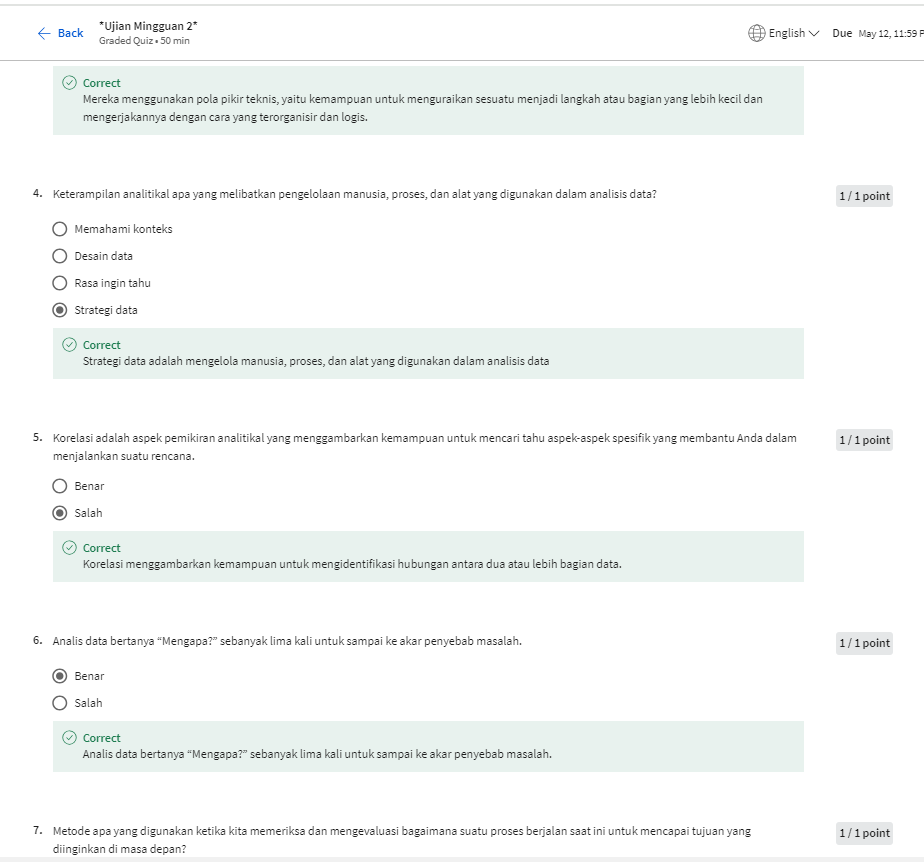 Back
*Ujian Mingguan 2*
Graded Quiz • 50 min
English
Due May 12, 11:59
Correct
Mereka menggunakan pola pikir teknis, yaitu kemampuan untuk menguraikan sesuatu menjadi langkah atau bagian yang lebih kecil dan
mengerjakannya dengan cara yang terorganisir dan logis.
4. Keterampilan analitikal apa yang melibatkan pengelolaan manusia, proses, dan alat yang digunakan dalam analisis data?
1 / 1 point
Memahami konteks
Desain data
Rasa ingin tahu
Strategi data
Correct
Strategi data adalah mengelola manusia, proses, dan alat yang digunakan dalam analisis data
5. Korelasi adalah aspek pemikiran analitikal yang menggambarkan kemampuan untuk mencari tahu aspek-aspek spesifik yang membantu Anda dalam
menjalankan suatu rencana.
1 / 1 point
Benar
Salah
Correct
Korelasi menggambarkan kemampuan untuk mengidentifikasi hubungan antara dua atau lebih bagian data.
6. Analis data bertanya “Mengapa?” sebanyak lima kali untuk sampai ke akar penyebab masalah.
1 / 1 point
Benar
Salah
Correct
Analis data bertanya “Mengapa?” sebanyak lima kali untuk sampai ke akar penyebab masalah.
7. Metode apa yang digunakan ketika kita memeriksa dan mengevaluasi bagaimana suatu proses berjalan saat ini untuk mencapai tujuan yang
diinginkan di masa depan?
1 / 1 point